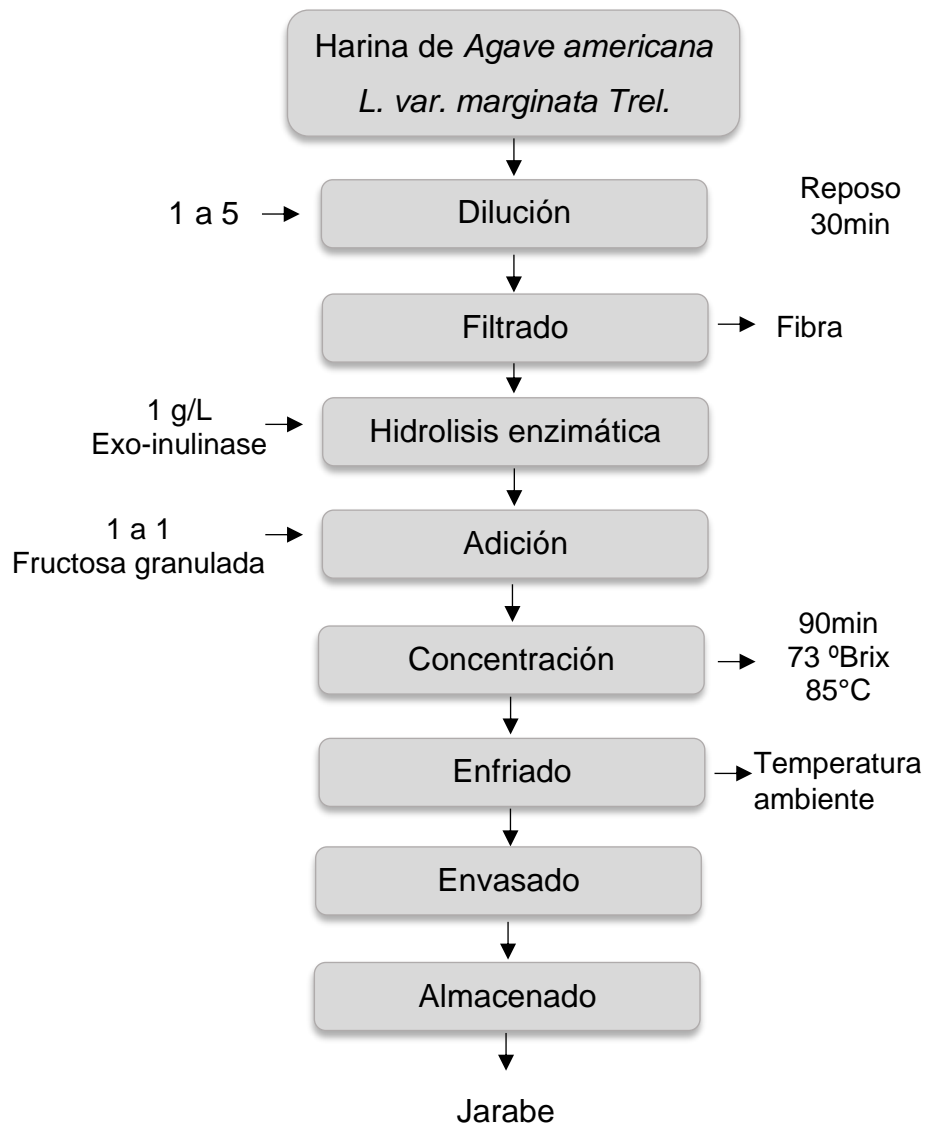 Harina de Agave americana
L. var. marginata Trel.
1 a 5
Dilución
Reposo
30min
Filtrado
Fibra
1 g/L
Exo-inulinase
Hidrolisis enzimática
1 a 1
Fructosa granulada
Adición
Concentración
90min
73 ºBrix
85°C
Enfriado
Temperatura
ambiente
Envasado
Almacenado
Jarabe